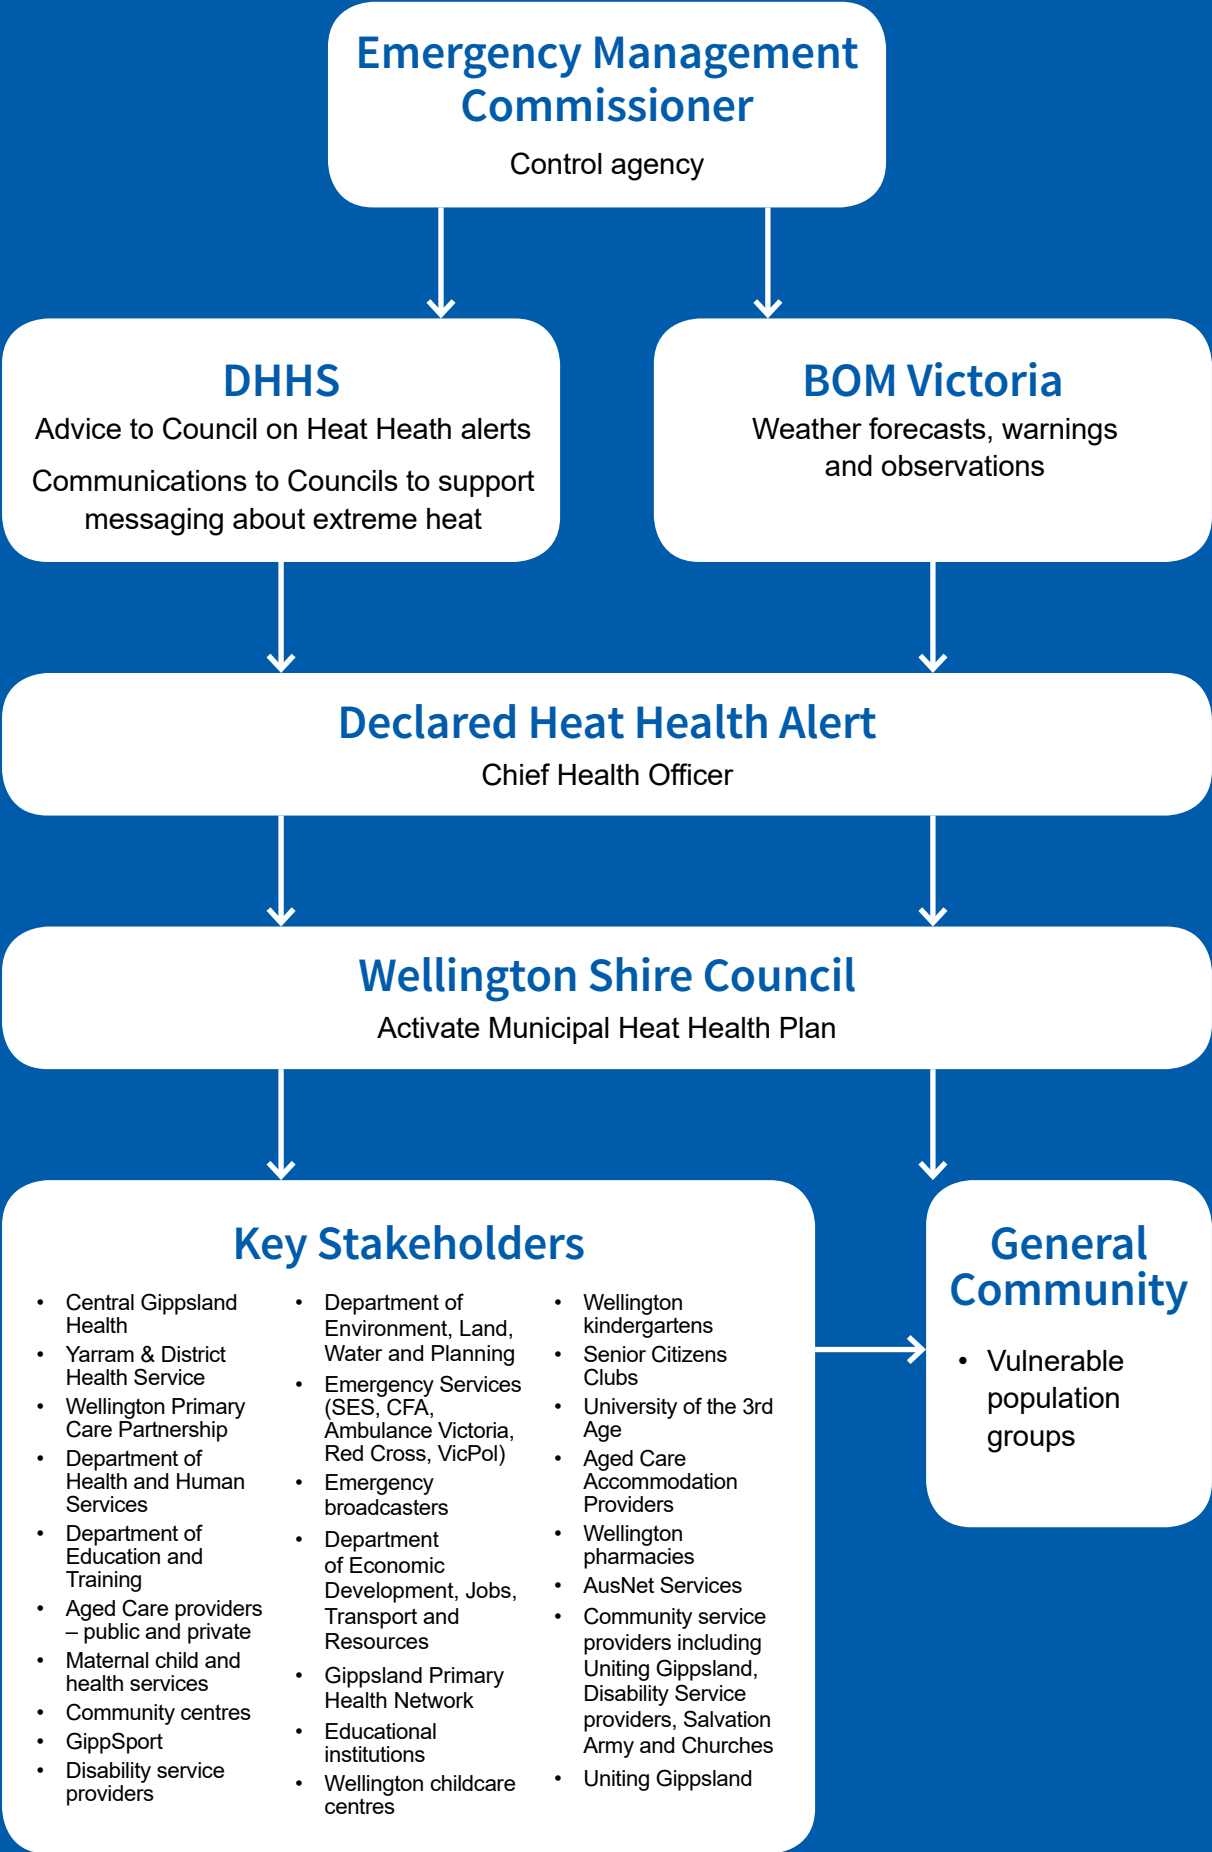 Emergency Management
Commissioner
Control agency
DHHS
Advice to Council on Heat Heath alerts
Communications to Councils to support
messaging about extreme heat
BOM Victoria
Weather forecasts, warnings
and observations
Declared Heat Health Alert
Chief Health Officer
Wellington Shire Council
Activate Municipal Heat Health Plan
Key Stakeholders
• Central Gippsland
Health
• Yarram & District
Health Service
• Wellington Primary
Care Partnership
• Department of
Health and Human
Services
• Department of
Education and
Training
• Aged Care providers
– public and private
• Maternal child and
health services
• Community centres
• GippSport
• Disability service
providers
• Department of
Environment, Land,
Water and Planning
• Emergency Services
(SES, CFA,
Ambulance Victoria,
Red Cross, VicPol)
• Emergency
broadcasters
• Department
of Economic
Development, Jobs,
Transport and
Resources
• Gippsland Primary
Health Network
• Educational
institutions
• Wellington childcare
centres
• Wellington
kindergartens
• Senior Citizens
Clubs
• University of the 3rd
Age
• Aged Care
Accommodation
Providers
• Wellington
pharmacies
• AusNet Services
• Community service
providers including
Uniting Gippsland,
Disability Service
providers, Salvation
Army and Churches
• Uniting Gippsland
General
Community
• Vulnerable
population
groups